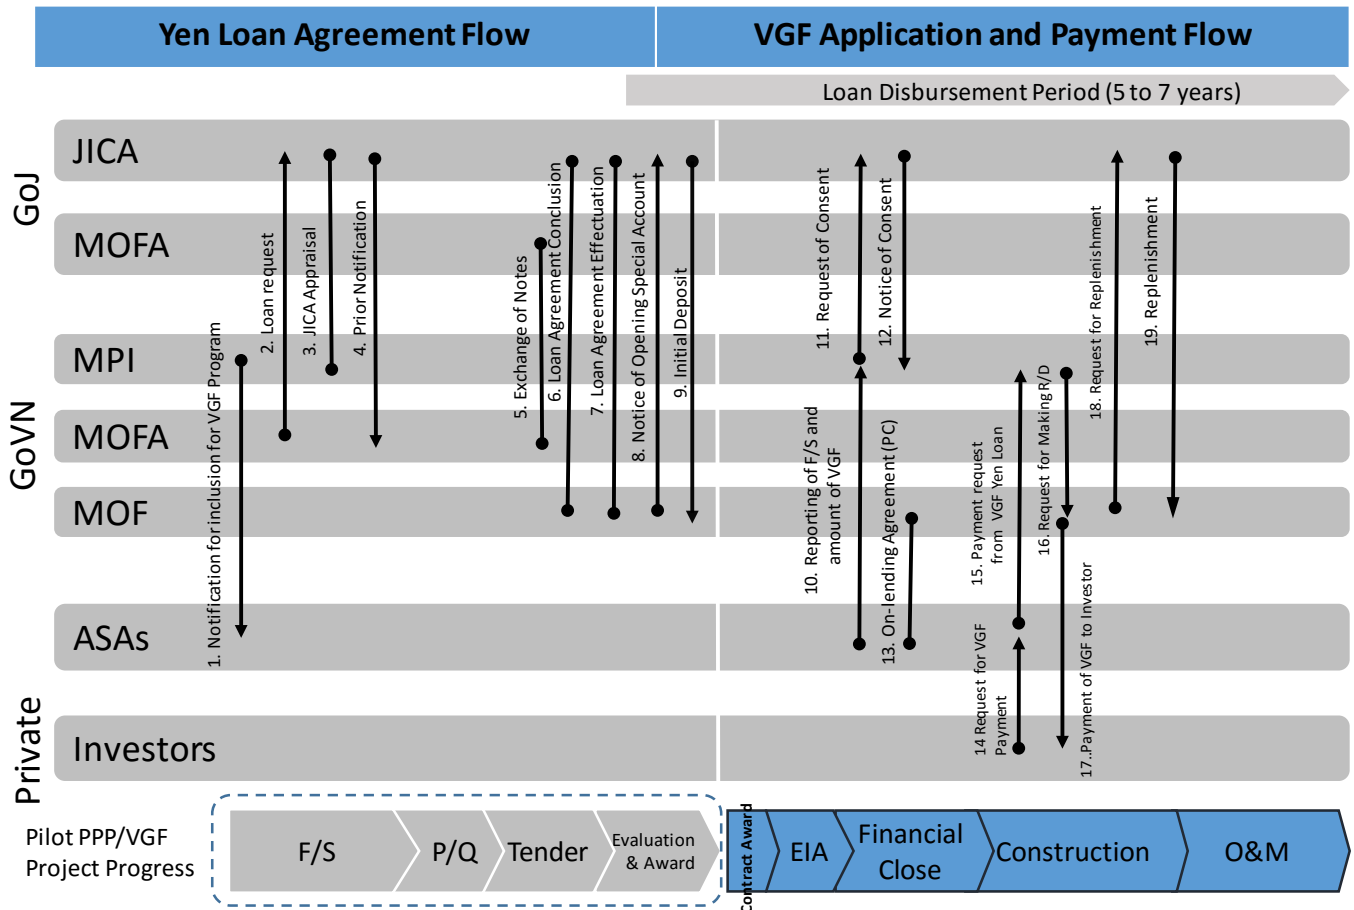 Yen Loan Agreement Flow
VGF Application and Payment Flow
Loan Disbursement Period (5 to 7 years)
GoJ
JICA
MOFA
GoVN
MPI
MOFA
MOF
ASAs
Private
Investors
1. Notification for inclusion for VGF Program
2. Loan request
3. JICA Appraisal
4. Prior Notification
5. Exchange of Notes
6. Loan Agreement Conclusion
7. Loan Agreement Effectuation
8. Notice of Opening Special Account
9. Initial Deposit
10. Reporting of F/S and
amount of VGF
11. Request of Consent
12. Notice of Consent
13. On-lending Agreement (PC)
14 Request for VGF
Payment
15. Payment request
from VGF Yen Loan
16. Request for Making R/D
17..Payment of VGF to Investor
18. Request for Replenishment
19. Replenishment
Pilot PPP/VGF
Project Progress
F/S
P/Q
Tender
Evaluation
& Award
Contract Award
EIA
Financial
Close
Construction
O&M